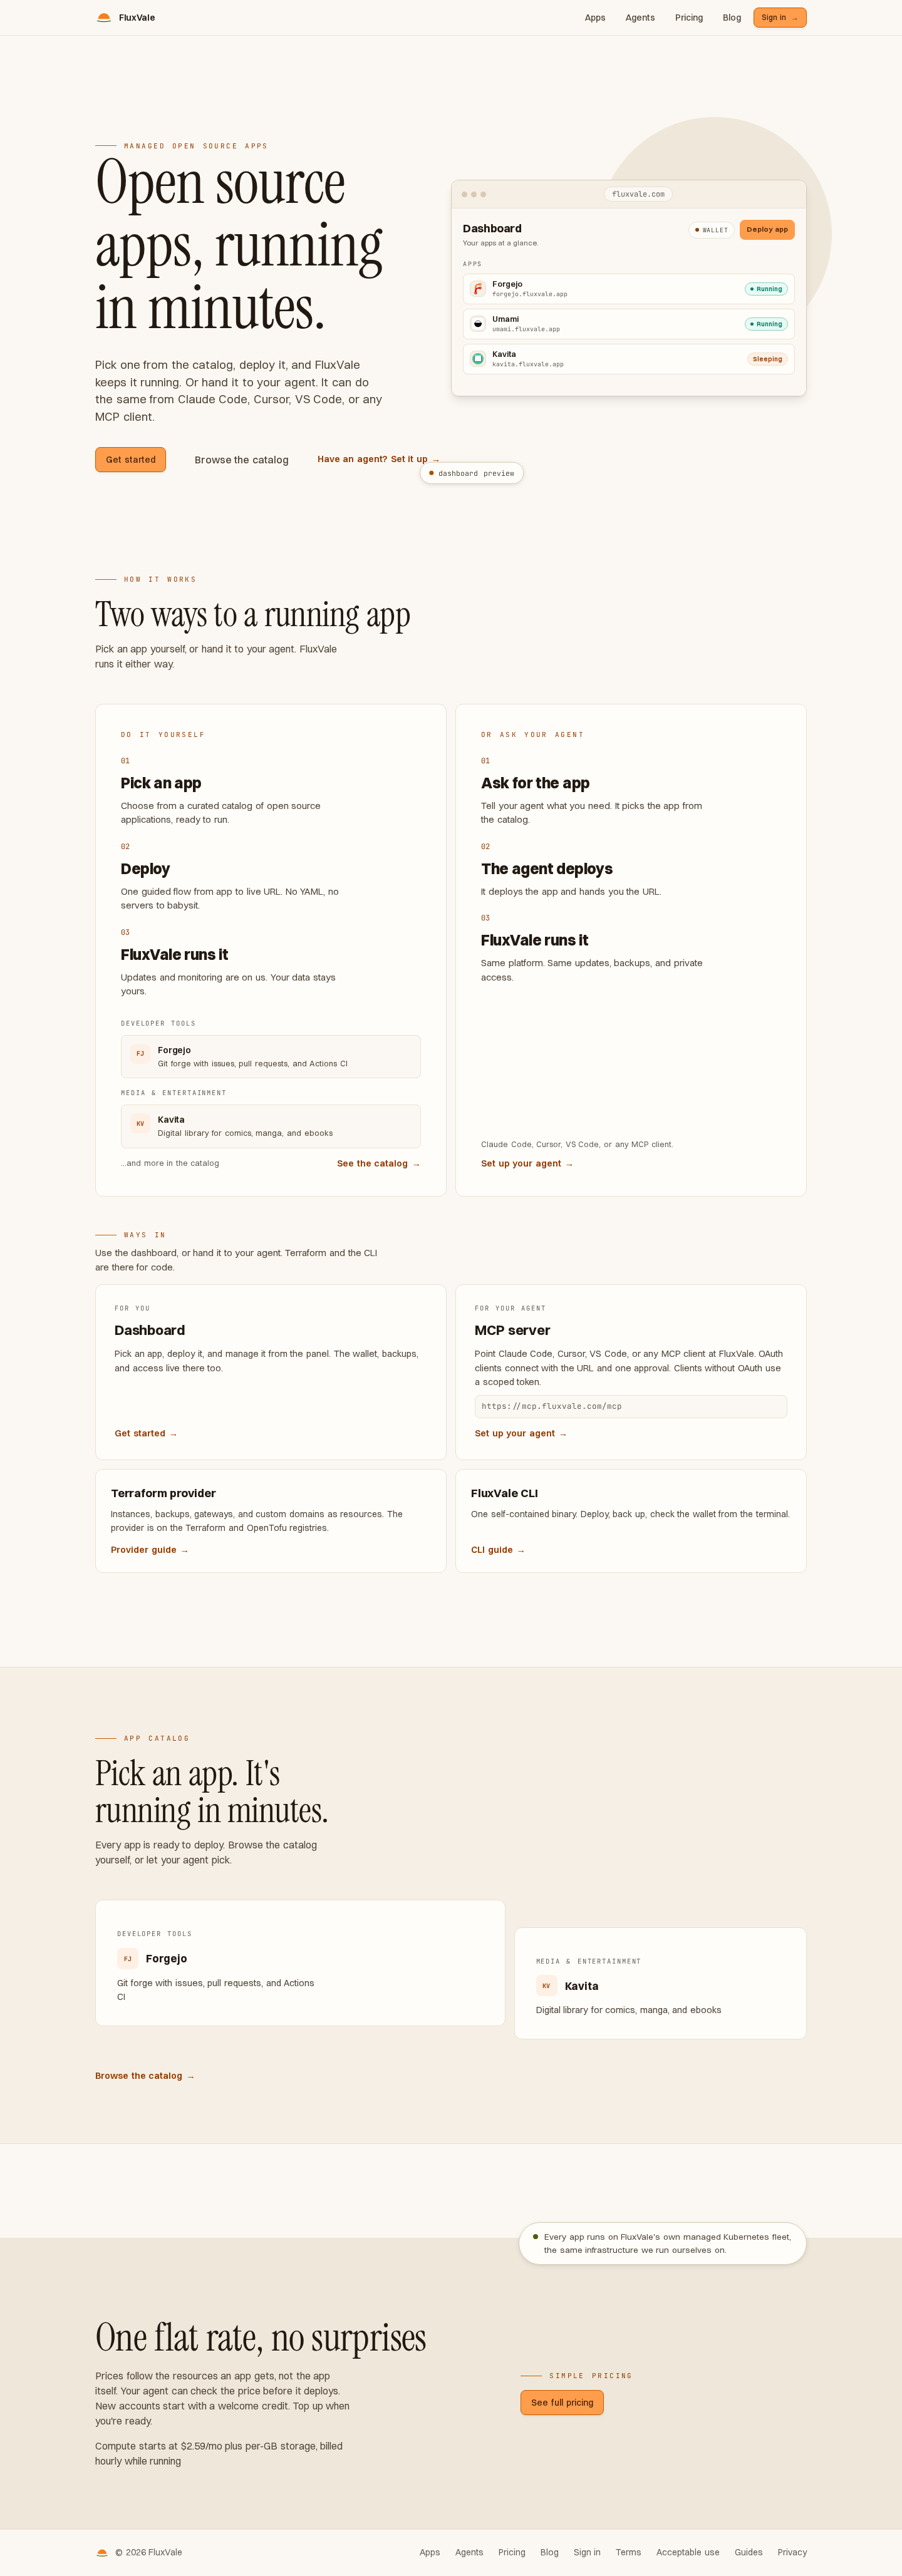 FluxVale
Apps
Agents
Pricing
Blog
Sign in →
MANAGED OPEN SOURCE APPS
Open source
apps, running
in minutes.
Pick one from the catalog, deploy it, and FluxVale
keeps it running. Or hand it to your agent. It can do
the same from Claude Code, Cursor, VS Code, or any
MCP client.
Get started
Browse the catalog
Have an agent? Set it up →
fluxvale.com
Dashboard
Your apps at a glance
WALLET
Deploy app
APPS
Forgejo
forgejo.fluxvale.app
Running
Umami
umami.fluxvale.app
Running
Kavita
kavita.fluxvale.app
Sleeping
dashboard preview
HOW IT WORKS
Two ways to a running app
Pick an app yourself, or hand it to your agent. FluxVale
runs it either way.
DO IT YOURSELF
01
Pick an app
Choose from a curated catalog of open source
applications, ready to run.
02
Deploy
One guided flow from app to live URL. No YAML, no
servers to babysit.
03
FluxVale runs it
Updates and monitoring are on us. Your data stays
yours.
DEVELOPER TOOLS
FJ
Forgejo
Git forge with issues, pull requests, and Actions CI
MEDIA & ENTERTAINMENT
KV
Kavita
Digital library for comics, manga, and ebooks
...and more in the catalog
See the catalog →
OR ASK YOUR AGENT
01
Ask for the app
Tell your agent what you need. It picks the app from
the catalog.
02
The agent deploys
It deploys the app and hands you the URL.
03
FluxVale runs it
Same platform. Same updates, backups, and private
access.
Claude Code, Cursor, VS Code, or any MCP client.
Set up your agent →
WAYS IN
Use the dashboard, or hand it to your agent. Terraform and the CLI
are there for code.
FOR YOU
Dashboard
Pick an app, deploy it, and manage it from the panel. The wallet, backups,
and access live there too.
Get started →
FOR YOUR AGENT
MCP server
Point Claude Code, Cursor, VS Code, or any MCP client at FluxVale. OAuth
clients connect with the URL and one approval. Clients without OAuth use
a scoped token.
https://mcp.fluxvale.com/mcp
Set up your agent →
Terraform provider
Instances, backups, gateways, and custom domains as resources. The
provider is on the Terraform and OpenTofu registries.
Provider guide →
FluxVale CLI
One self-contained binary. Deploy, back up, check the wallet from the terminal.
CLI guide →
APP CATALOG
Pick an app. It's
running in minutes.
Every app is ready to deploy. Browse the catalog
yourself, or let your agent pick.
DEVELOPER TOOLS
FJ
Forgejo
Git forge with issues, pull requests, and Actions
CI
MEDIA & ENTERTAINMENT
KV
Kavita
Digital library for comics, manga, and ebooks
Browse the catalog →
Every app runs on FluxVale's own managed Kubernetes fleet,
the same infrastructure we run ourselves on.
One flat rate, no surprises
Prices follow the resources an app gets, not the app
itself. Your agent can check the price before it deploys.
New accounts start with a welcome credit. Top up when
you're ready.
Compute starts at $2.59/mo plus per-GB storage, billed
hourly while running
SIMPLE PRICING
See full pricing
© 2026 FluxVale
Apps
Agents
Pricing
Blog
Sign in
Terms
Acceptable use
Guides
Privacy